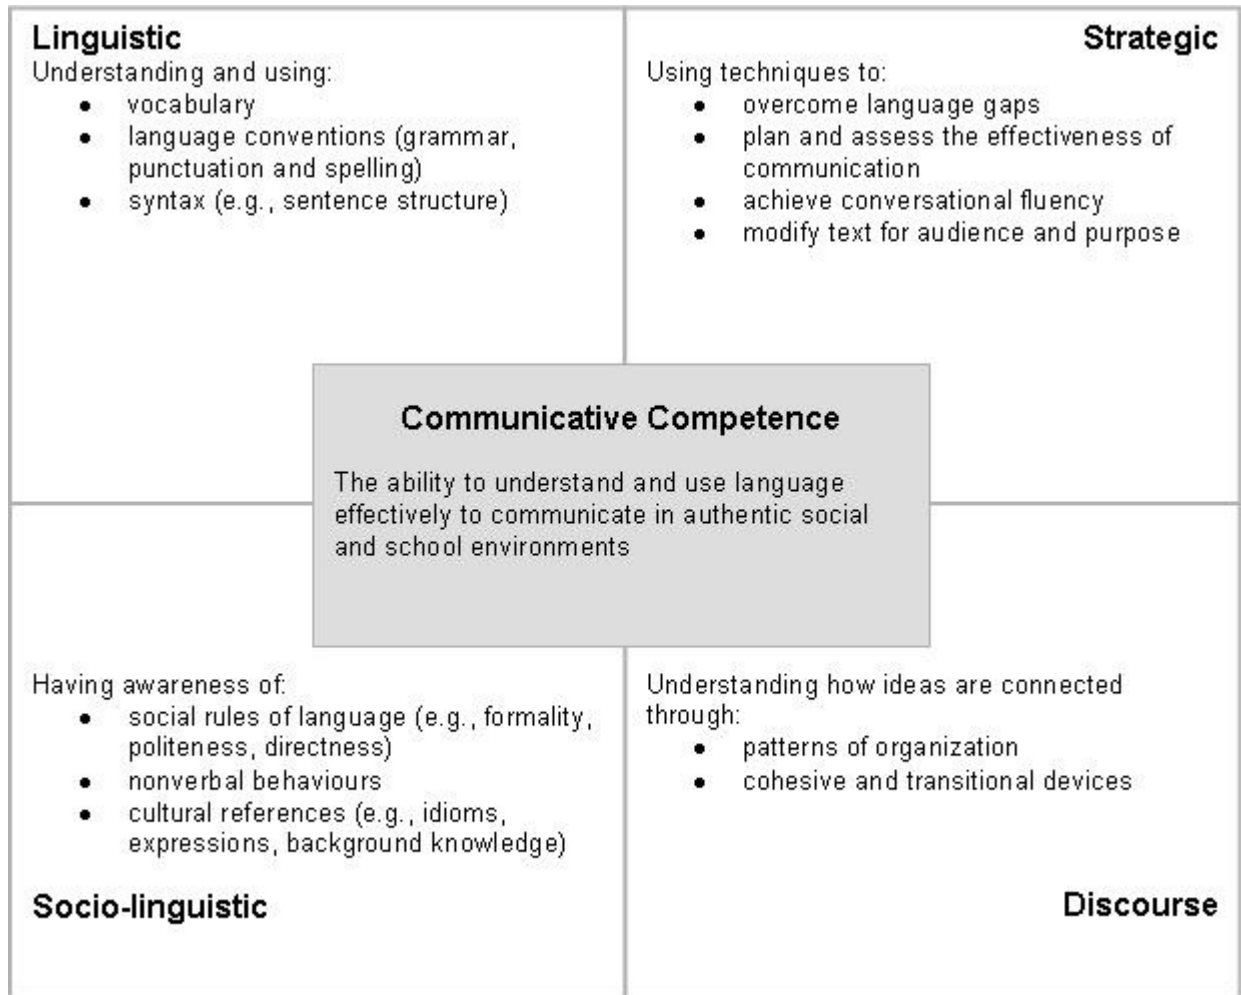 Linguistic
Understanding and using:
● vocabulary
● language conventions (grammar,
punctuation and spelling)
● syntax (e.g., sentence structure)
Strategic
Using techniques to:
● overcome language gaps
● plan and assess the effectiveness of
communication
● achieve conversational fluency
● modify text for audience and purpose
Communicative Competence
The ability to understand and use language
effectively to communicate in authentic social
and school environments
Having awareness of:
● social rules of language (e.g., formality,
politeness, directness)
● nonverbal behaviours
● cultural references (e.g., idioms,
expressions, background knowledge)
Socio-linguistic
Understanding how ideas are connected
through:
● patterns of organization
● cohesive and transitional devices
Discourse